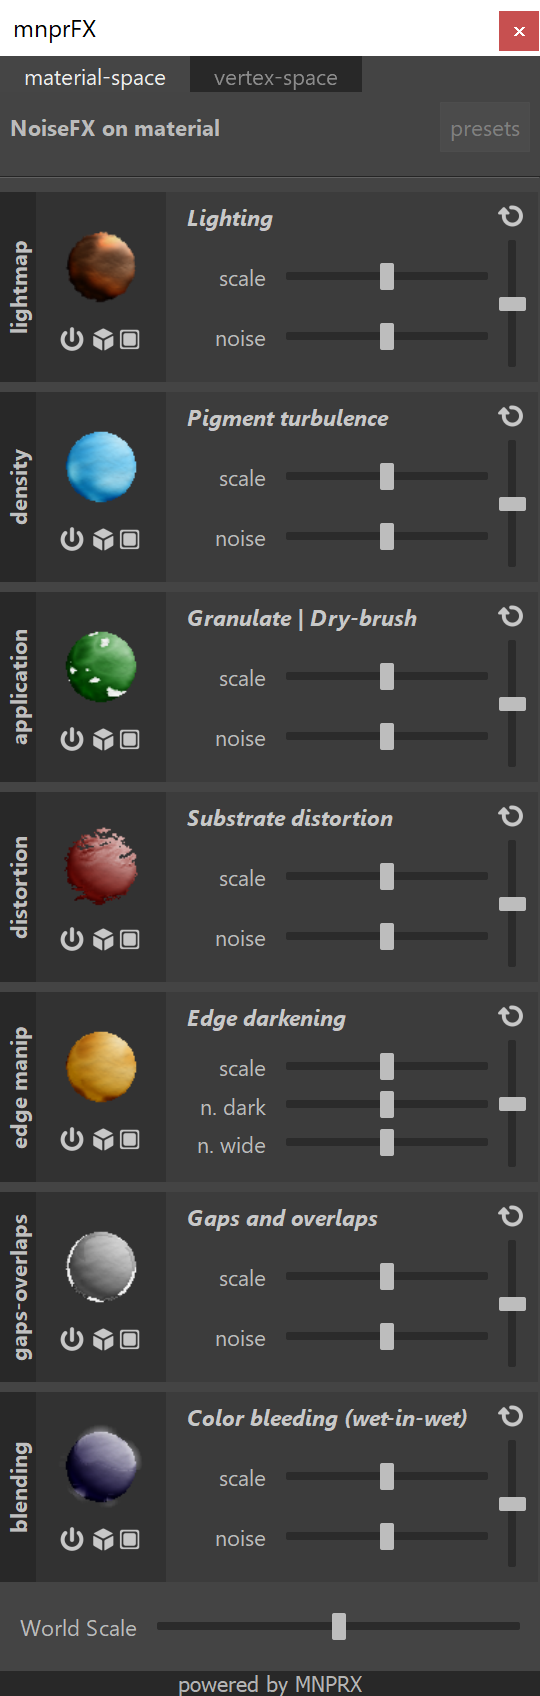 mnprFX
material-space vertex-space
NoiseFX on material presets
lightmap
Lighting
scale
noise
density
Pigment turbulence
scale
noise
application
Granulate | Dry-brush
scale
noise
distortion
Substrate distortion
scale
noise
edge manip
Edge darkening
scale
n. dark
n. wide
gaps-overlaps
Gaps and overlaps
scale
noise
blending
Color bleeding (wet-in-wet)
scale
noise
World Scale
powered by MNPRX